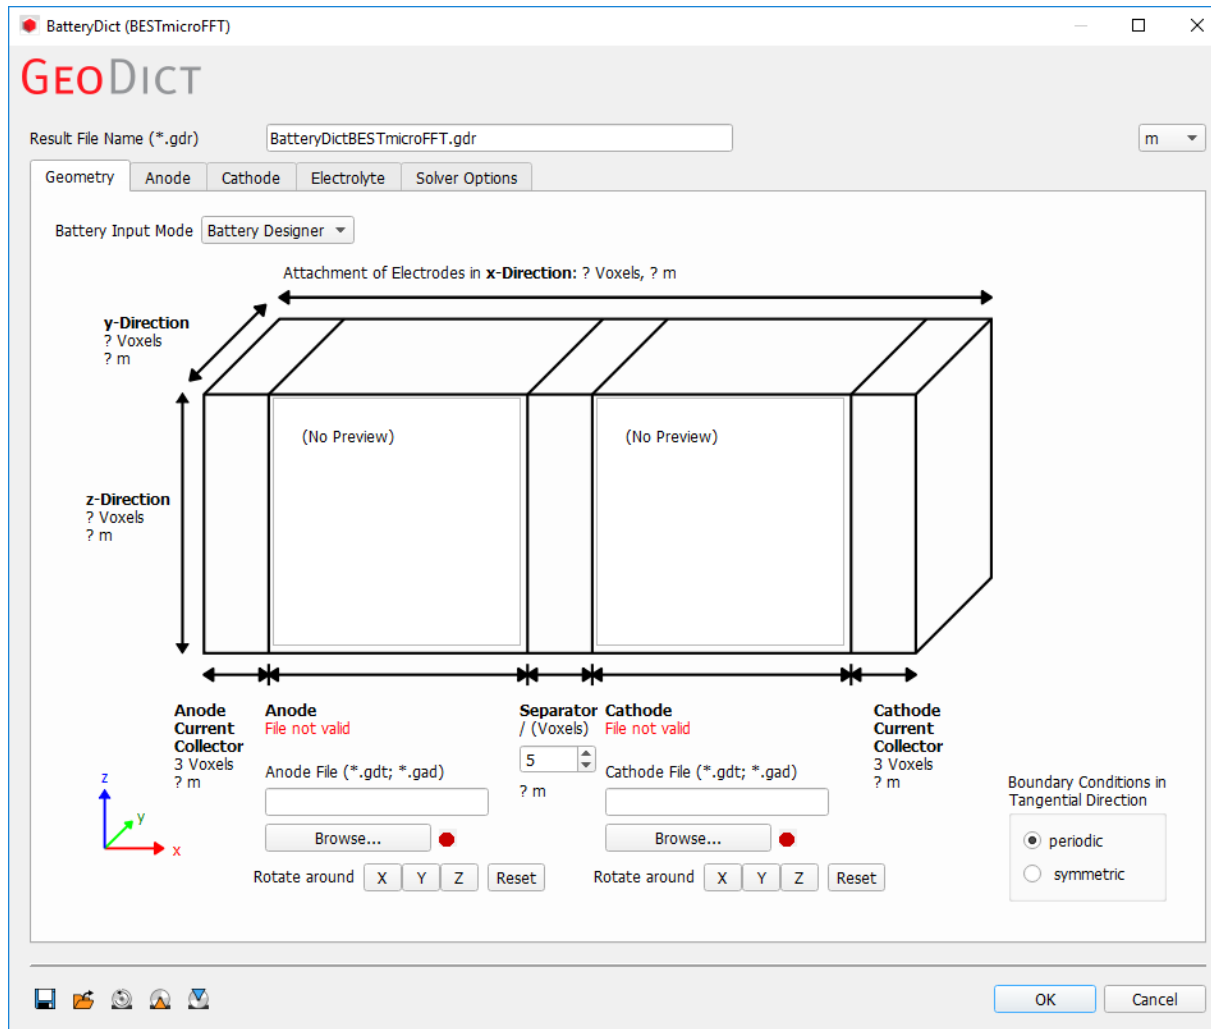 BatteryDict (BESTmicroFFT)
GEODICT
Result File Name (*.gdr) BatteryDictBESTmicroFFT.gdr m
Geometry Anode Cathode Electrolyte Solver Options
Battery Input Mode Battery Designer
Attachment of Electrodes in x-Direction: ? Voxels, ? m
y-Direction
? Voxels
? m
(No Preview) (No Preview)
z-Direction
? Voxels
? m
Anode
Current
Collector
3 Voxels
? m
Anode
File not valid
Anode File (*.gdt; *.gad)
Browse...
Rotate around X Y Z Reset
Separator
/ (Voxels)
5
? m
Cathode
File not valid
Cathode File (*.gdt; *.gad)
Browse...
Rotate around X Y Z Reset
Cathode
Current
Collector
3 Voxels
? m
z
y
x
Boundary Conditions in
Tangential Direction
periodic
symmetric
OK Cancel